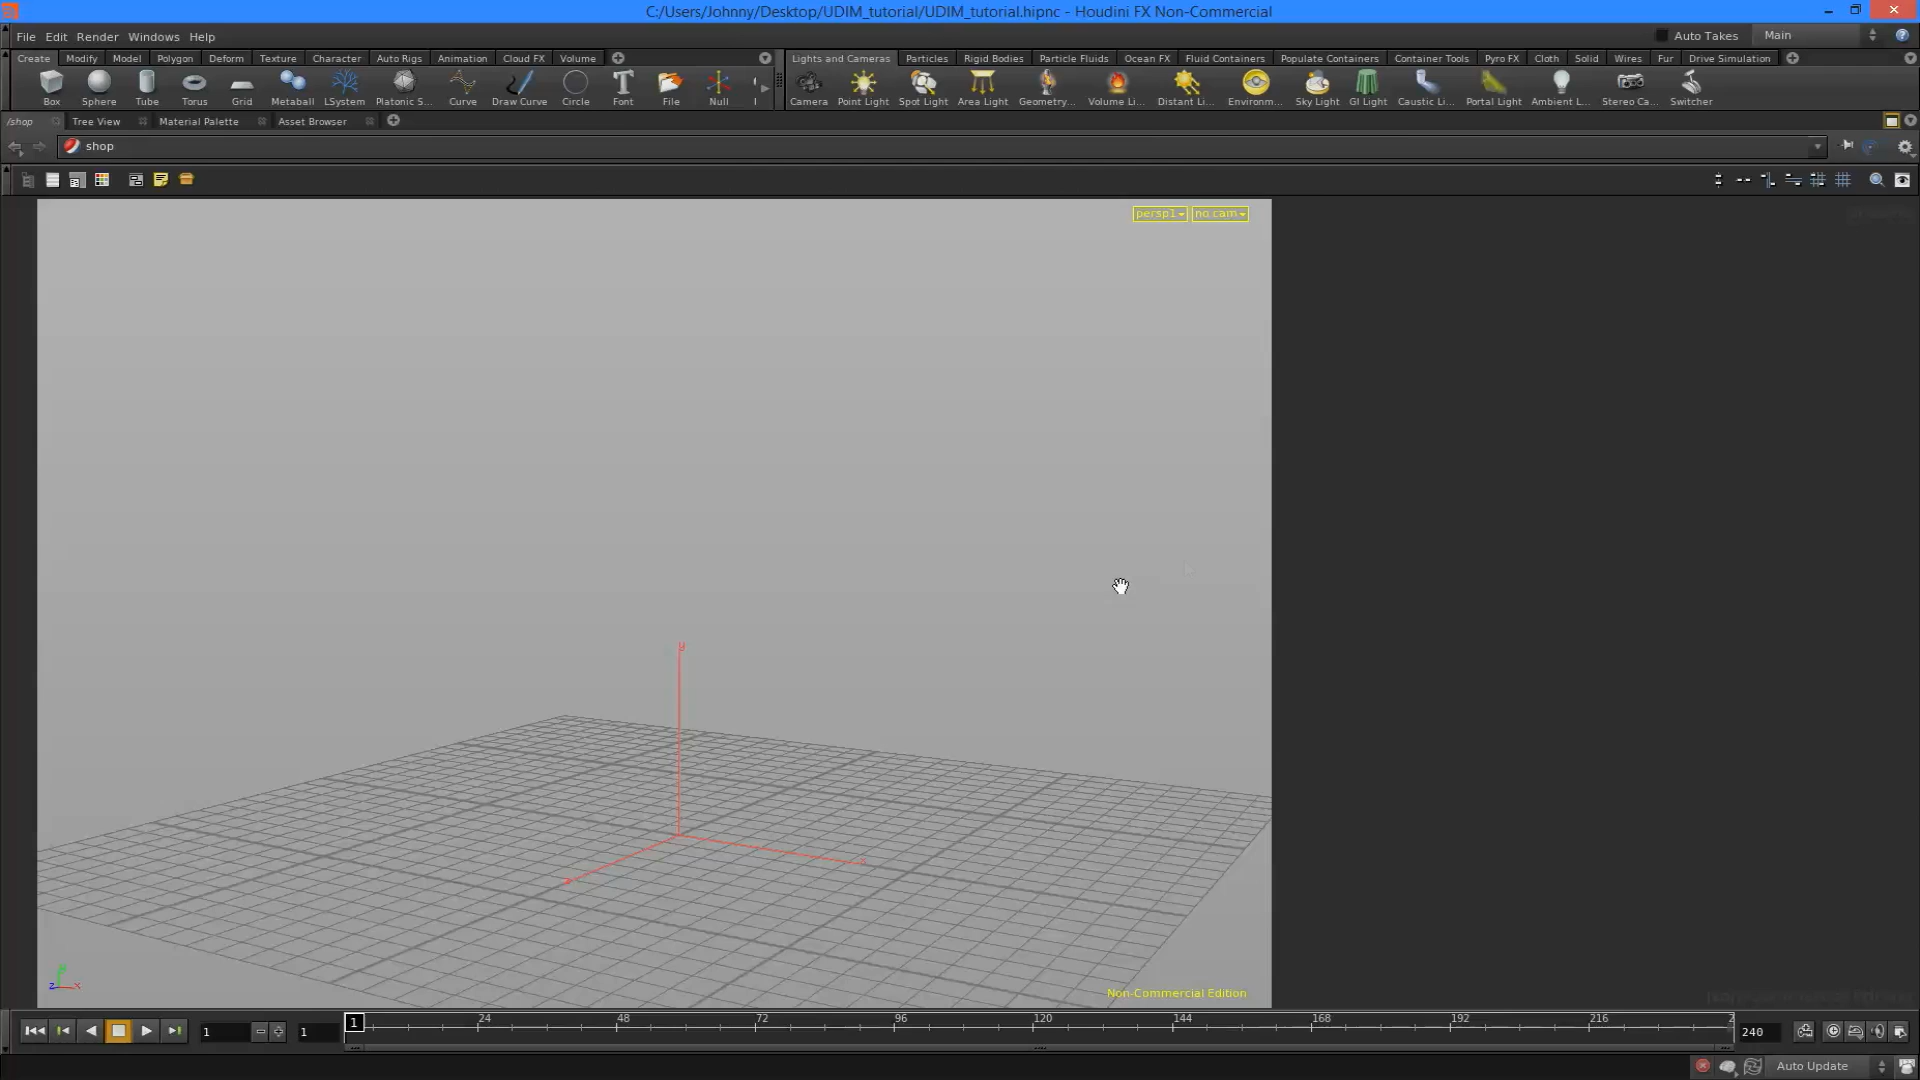 C:/Users/Johnny/Desktop/UDIM_tutorial/UDIM_tutorial.hipnc - Houdini FX Non-Commercial
File Edit Render Windows Help
Auto Takes Main
Create Modify Model Polygon Deform Texture Character Auto Rigs Animation Cloud FX Volume
Lights and Cameras Particles Rigid Bodies Particle Fluids Ocean FX Fluid Containers Populate Containers Container Tools Pyro FX Cloth Solid Wires Fur Drive Simulation
Box Sphere Tube Torus Grid Metaball LSystem Platonic S... Curve Draw Curve Circle Font File Null
Camera Point Light Spot Light Area Light Geometry... Volume Li... Distant Li... Environm... Sky Light GI Light Caustic Li... Portal Light Ambient L... Stereo Ca... Switcher
/shop Tree View Material Palette Asset Browser
shop
persp1 no cam
y
z x
Non-Commercial Edition
1 1 1 24 48 72 96 120 144 168 192 216 2 240
Auto Update